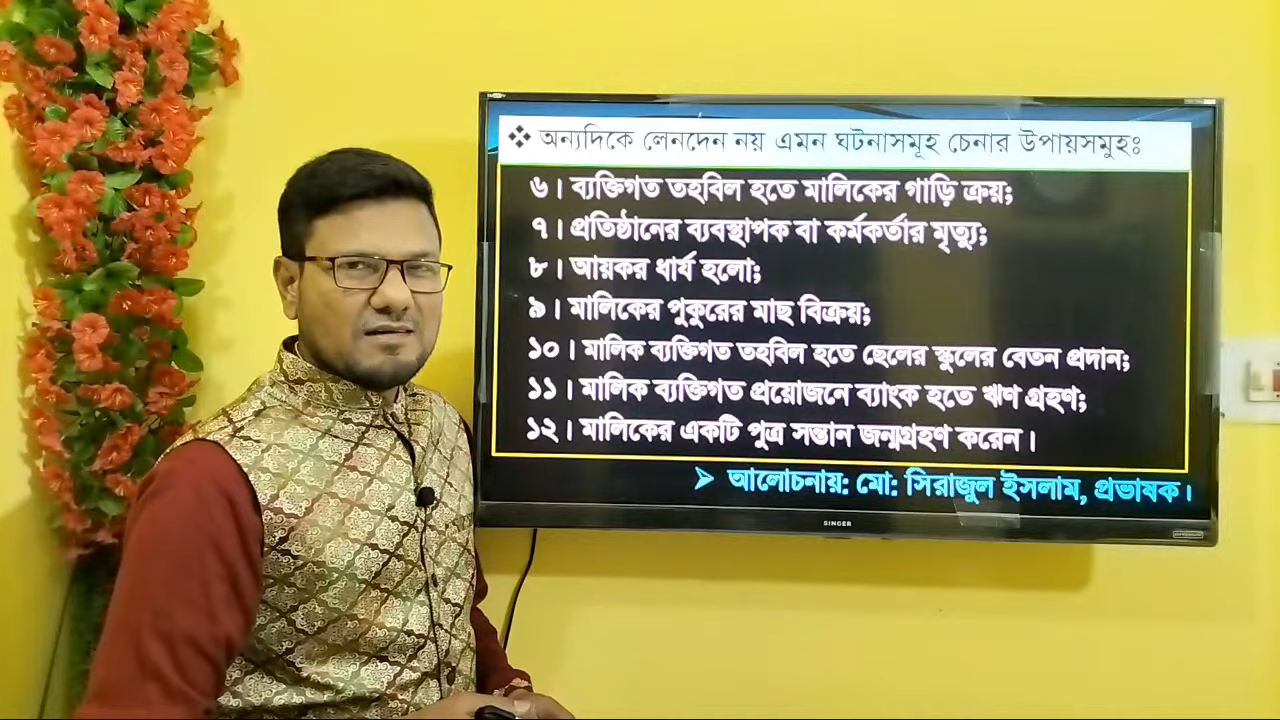 ❖ অন্যদিকে লেনদেন নয় এমন ঘটনাসমূহ চেনার উপায়সমুহঃ
৬। ব্যক্তিগত তহবিল হতে মালিকের গাড়ি ক্রয়;
৭। প্রতিষ্ঠানের ব্যবস্থাপক বা কর্মকর্তার মৃত্যু;
৮। আয়কর ধার্য হলো;
৯। মালিকের পুকুরের মাছ বিক্রয়;
১০। মালিক ব্যক্তিগত তহবিল হতে ছেলের স্কুলের বেতন প্রদান;
১১। মালিক ব্যক্তিগত প্রয়োজনে ব্যাংক হতে ঋণ গ্রহণ;
১২। মালিকের একটি পুত্র সন্তান জন্মগ্রহণ করেন।
➢ আলোচনায়: মো: সিরাজুল ইসলাম, প্রভাষক।
SINGER